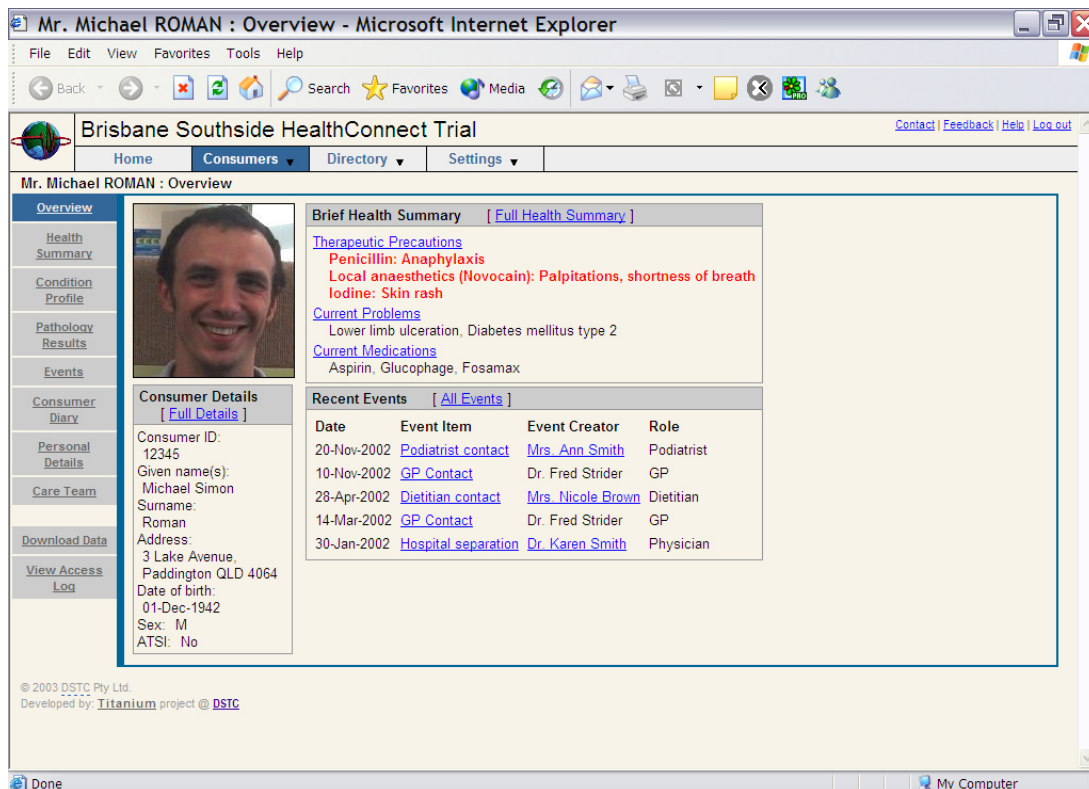 Mr. Michael ROMAN : Overview - Microsoft Internet Explorer
File Edit View Favorites Tools Help
Back Search Favorites Media
Brisbane Southside HealthConnect Trial
Contact | Feedback | Help | Log out
Home Consumers Directory Settings
Mr. Michael ROMAN : Overview
Overview
Health
Summary
Condition
Profile
Pathology
Results
Events
Consumer
Diary
Personal
Details
Care Team
Download Data
View Access
Log
Consumer Details
[ Full Details ]
Consumer ID:
12345
Given name(s):
Michael Simon
Surname:
Roman
Address:
3 Lake Avenue,
Paddington QLD 4064
Date of birth:
01-Dec-1942
Sex: M
ATSI: No
Brief Health Summary [ Full Health Summary ]
Therapeutic Precautions
Penicillin: Anaphylaxis
Local anaesthetics (Novocain): Palpitations, shortness of breath
Iodine: Skin rash
Current Problems
Lower limb ulceration, Diabetes mellitus type 2
Current Medications
Aspirin, Glucophage, Fosamax
Recent Events [ All Events ]
Date Event Item Event Creator Role
20-Nov-2002 Podiatrist contact Mrs. Ann Smith Podiatrist
10-Nov-2002 GP Contact Dr. Fred Strider GP
28-Apr-2002 Dietitian contact Mrs. Nicole Brown Dietitian
14-Mar-2002 GP Contact Dr. Fred Strider GP
30-Jan-2002 Hospital separation Dr. Karen Smith Physician
© 2003 DSTC Pty Ltd.
Developed by: Titanium project @ DSTC
Done My Computer